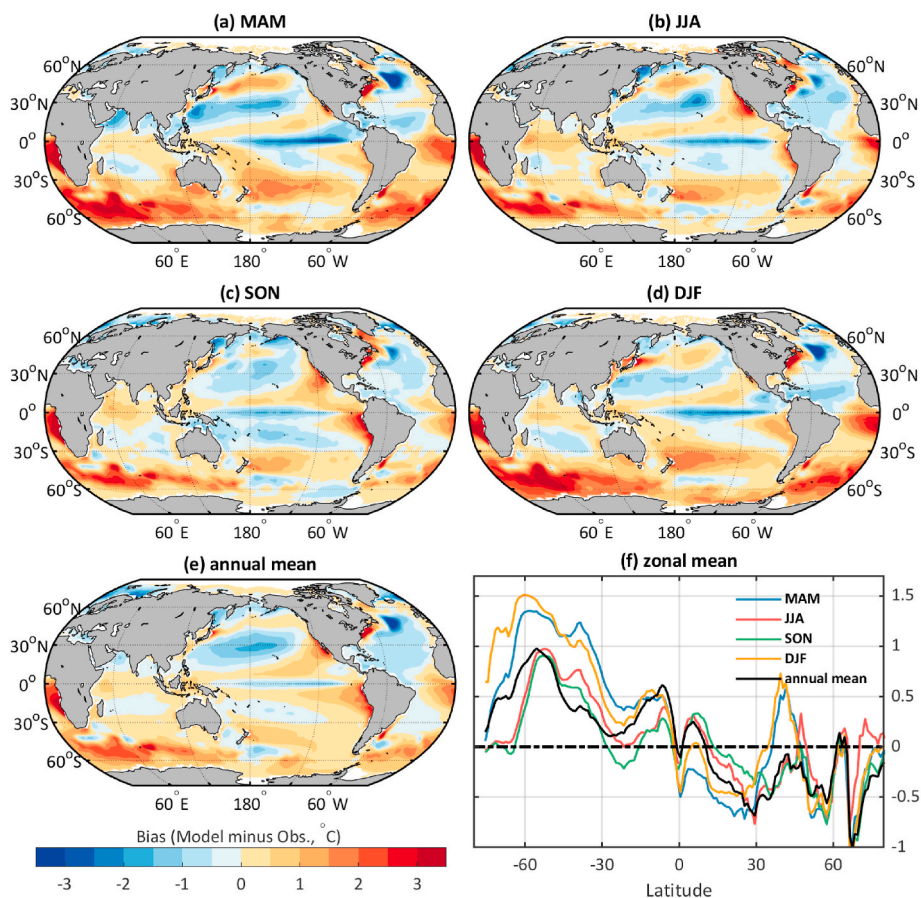 (a) MAM
(b) JJA
60°N
60°N
30°N
30°N
0°
0°
30°S
30°S
60°S
60°S
60°E
180°
60°W
60°E
180°
60°W
(c) SON
(d) DJF
60°N
60°N
30°N
30°N
0°
0°
30°S
30°S
60°S
60°S
60°E
180°
60°W
60°E
180°
60°W
(e) annual mean
(f) zonal mean
60°N
30°N
0°
30°S
60°S
Bias (Model minus Obs., °C)
-3 -2 -1 0 1 2 3
MAM
JJA
SON
DJF
annual mean
1.5
1
0.5
0
-0.5
-1
-60 -30 0 30 60
Latitude